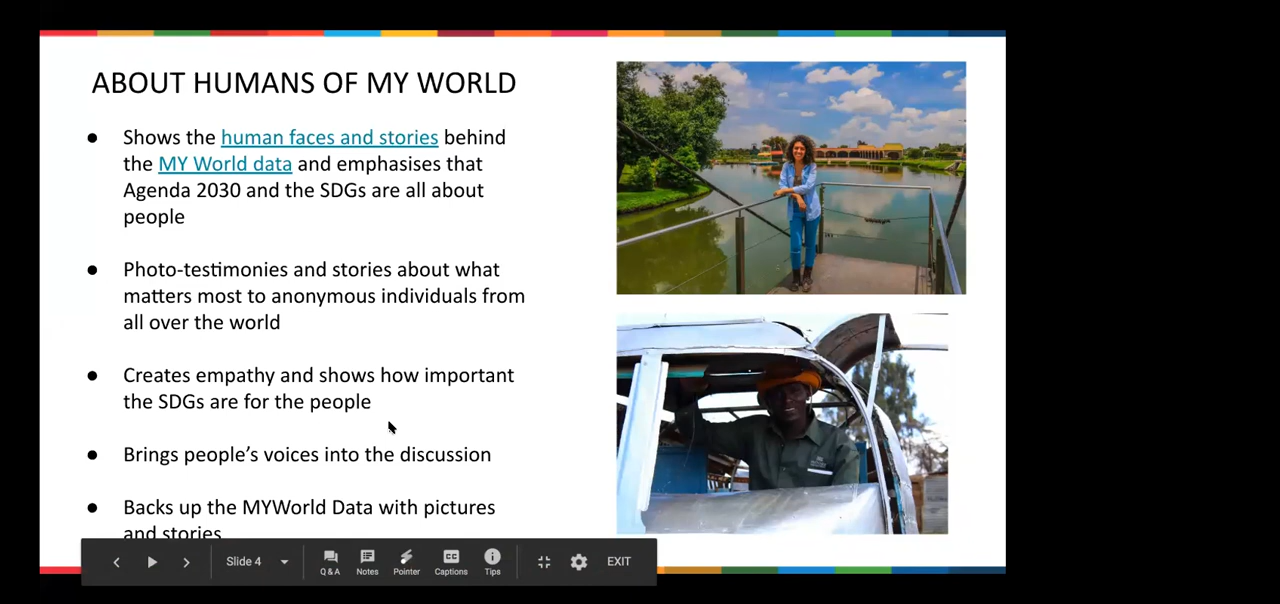 ABOUT HUMANS OF MY WORLD
● Shows the human faces and stories behind
the MY World data and emphasises that
Agenda 2030 and the SDGs are all about
people
● Photo-testimonies and stories about what
matters most to anonymous individuals from
all over the world
● Creates empathy and shows how important
the SDGs are for the people
● Brings people’s voices into the discussion
● Backs up the MYWorld Data with pictures
and stories
Slide 4
Q & A
Notes
Pointer
Captions
Tips
EXIT